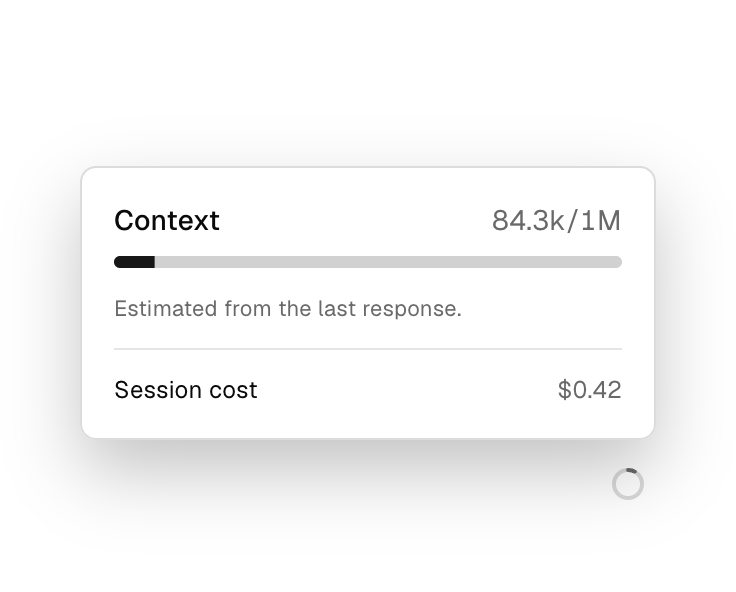 Context 84.3k/1M
Estimated from the last response.
Session cost $0.42